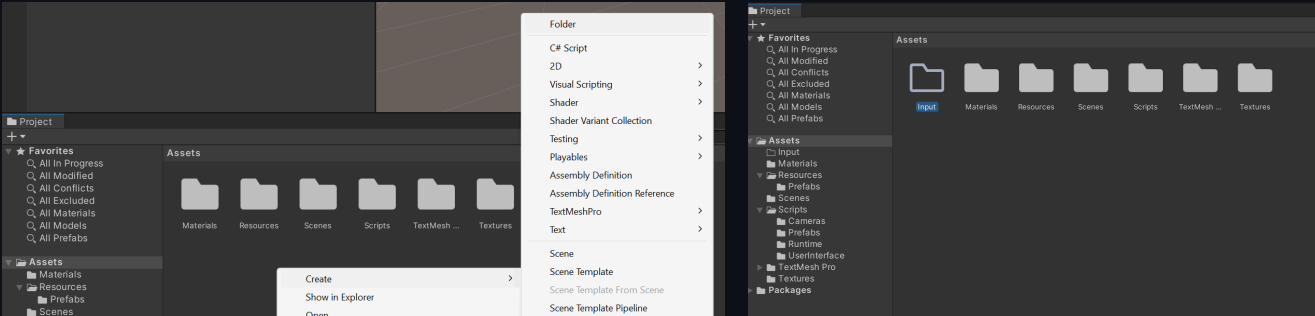 Folder
C# Script
2D
Visual Scripting
Shader
Shader Variant Collection
Testing
Playables
Assembly Definition
Assembly Definition Reference
TextMeshPro
Text
Scene
Scene Template
Scene Template From Scene
Scene Template Pipeline
Create
Show in Explorer
Open
Project
Favorites
All In Progress
All Modified
All Conflicts
All Excluded
All Materials
All Models
All Prefabs
Assets
Materials
Resources
Prefabs
Scenes
Assets
Materials Resources Scenes Scripts TextMesh ... Textures
Project
Favorites
All In Progress
All Modified
All Conflicts
All Excluded
All Materials
All Models
All Prefabs
Assets
Input
Materials
Resources
Prefabs
Scenes
Scripts
Cameras
Prefabs
Runtime
UserInterface
TextMesh Pro
Textures
Packages
Assets
Input Materials Resources Scenes Scripts TextMesh ... Textures